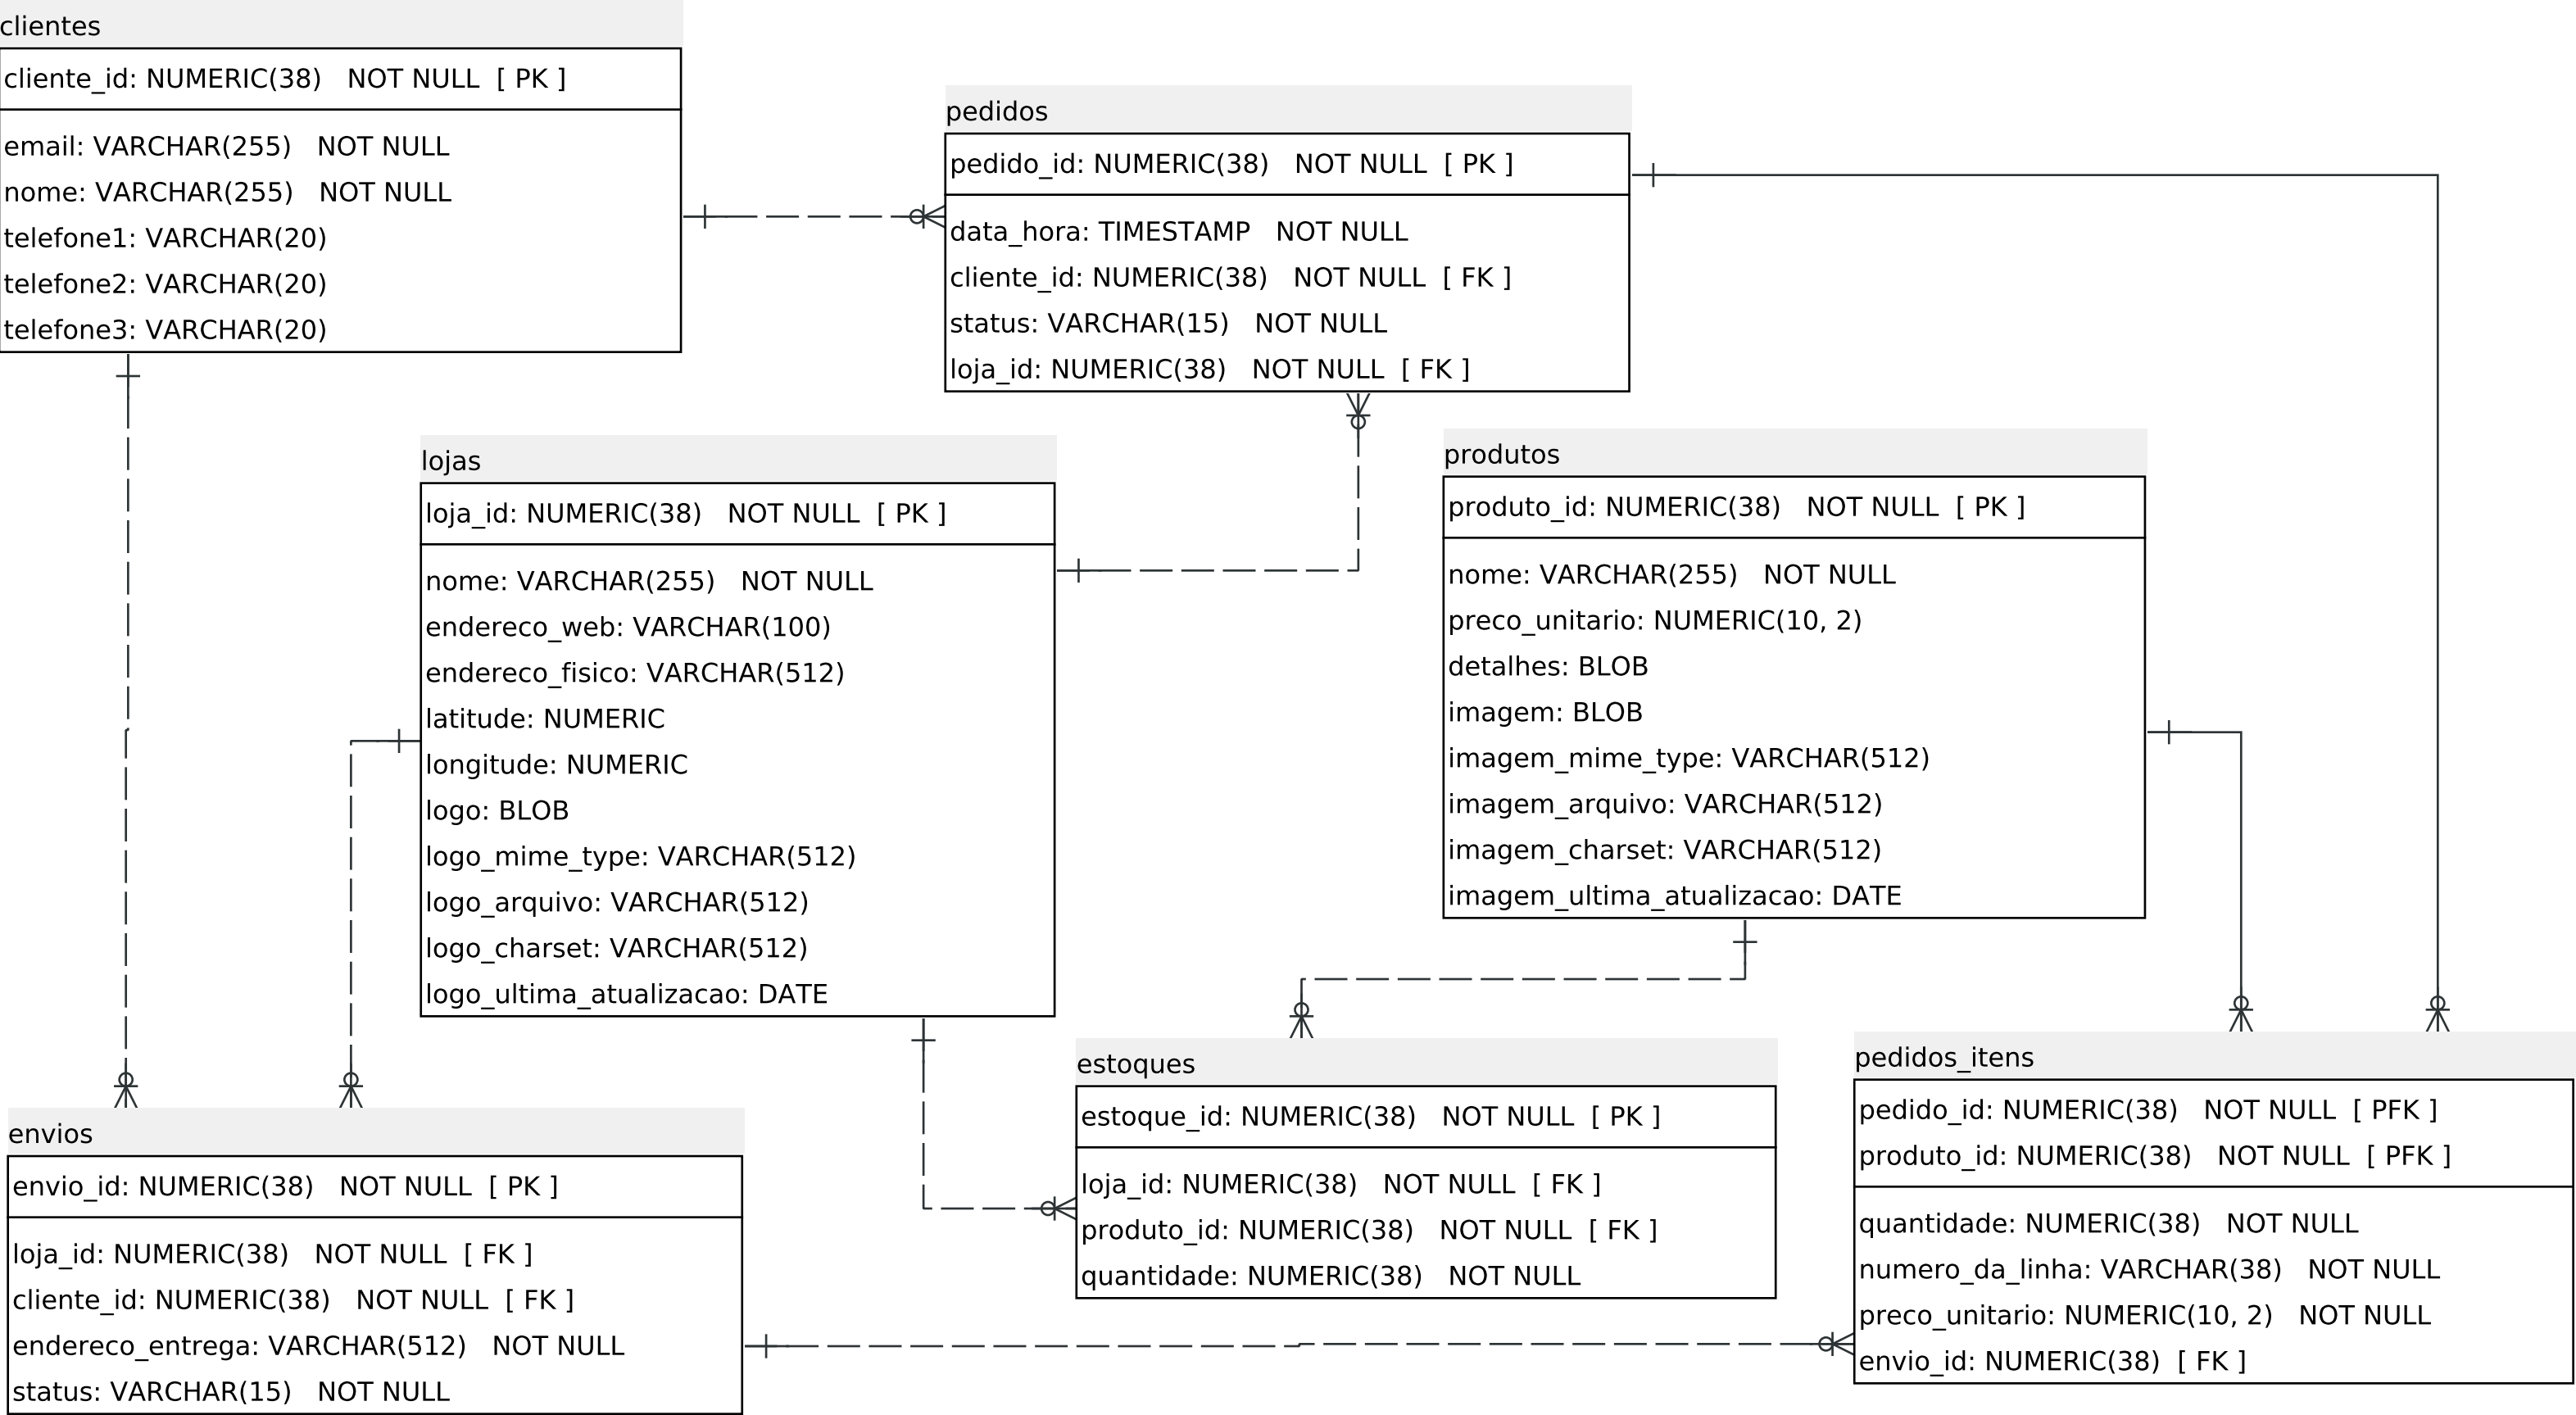 clientes
cliente_id: NUMERIC(38)   NOT NULL  [ PK ]
email: VARCHAR(255)   NOT NULL
nome: VARCHAR(255)   NOT NULL
telefone1: VARCHAR(20)
telefone2: VARCHAR(20)
telefone3: VARCHAR(20)
pedidos
pedido_id: NUMERIC(38)   NOT NULL  [ PK ]
data_hora: TIMESTAMP   NOT NULL
cliente_id: NUMERIC(38)   NOT NULL  [ FK ]
status: VARCHAR(15)   NOT NULL
loja_id: NUMERIC(38)   NOT NULL  [ FK ]
lojas
loja_id: NUMERIC(38)   NOT NULL  [ PK ]
nome: VARCHAR(255)   NOT NULL
endereco_web: VARCHAR(100)
endereco_fisico: VARCHAR(512)
latitude: NUMERIC
longitude: NUMERIC
logo: BLOB
logo_mime_type: VARCHAR(512)
logo_arquivo: VARCHAR(512)
logo_charset: VARCHAR(512)
logo_ultima_atualizacao: DATE
produtos
produto_id: NUMERIC(38)   NOT NULL  [ PK ]
nome: VARCHAR(255)   NOT NULL
preco_unitario: NUMERIC(10, 2)
detalhes: BLOB
imagem: BLOB
imagem_mime_type: VARCHAR(512)
imagem_arquivo: VARCHAR(512)
imagem_charset: VARCHAR(512)
imagem_ultima_atualizacao: DATE
envios
envio_id: NUMERIC(38)   NOT NULL  [ PK ]
loja_id: NUMERIC(38)   NOT NULL  [ FK ]
cliente_id: NUMERIC(38)   NOT NULL  [ FK ]
endereco_entrega: VARCHAR(512)   NOT NULL
status: VARCHAR(15)   NOT NULL
estoques
estoque_id: NUMERIC(38)   NOT NULL  [ PK ]
loja_id: NUMERIC(38)   NOT NULL  [ FK ]
produto_id: NUMERIC(38)   NOT NULL  [ FK ]
quantidade: NUMERIC(38)   NOT NULL
pedidos_itens
pedido_id: NUMERIC(38)   NOT NULL  [ PFK ]
produto_id: NUMERIC(38)   NOT NULL  [ PFK ]
quantidade: NUMERIC(38)   NOT NULL
numero_da_linha: VARCHAR(38)   NOT NULL
preco_unitario: NUMERIC(10, 2)   NOT NULL
envio_id: NUMERIC(38)  [ FK ]